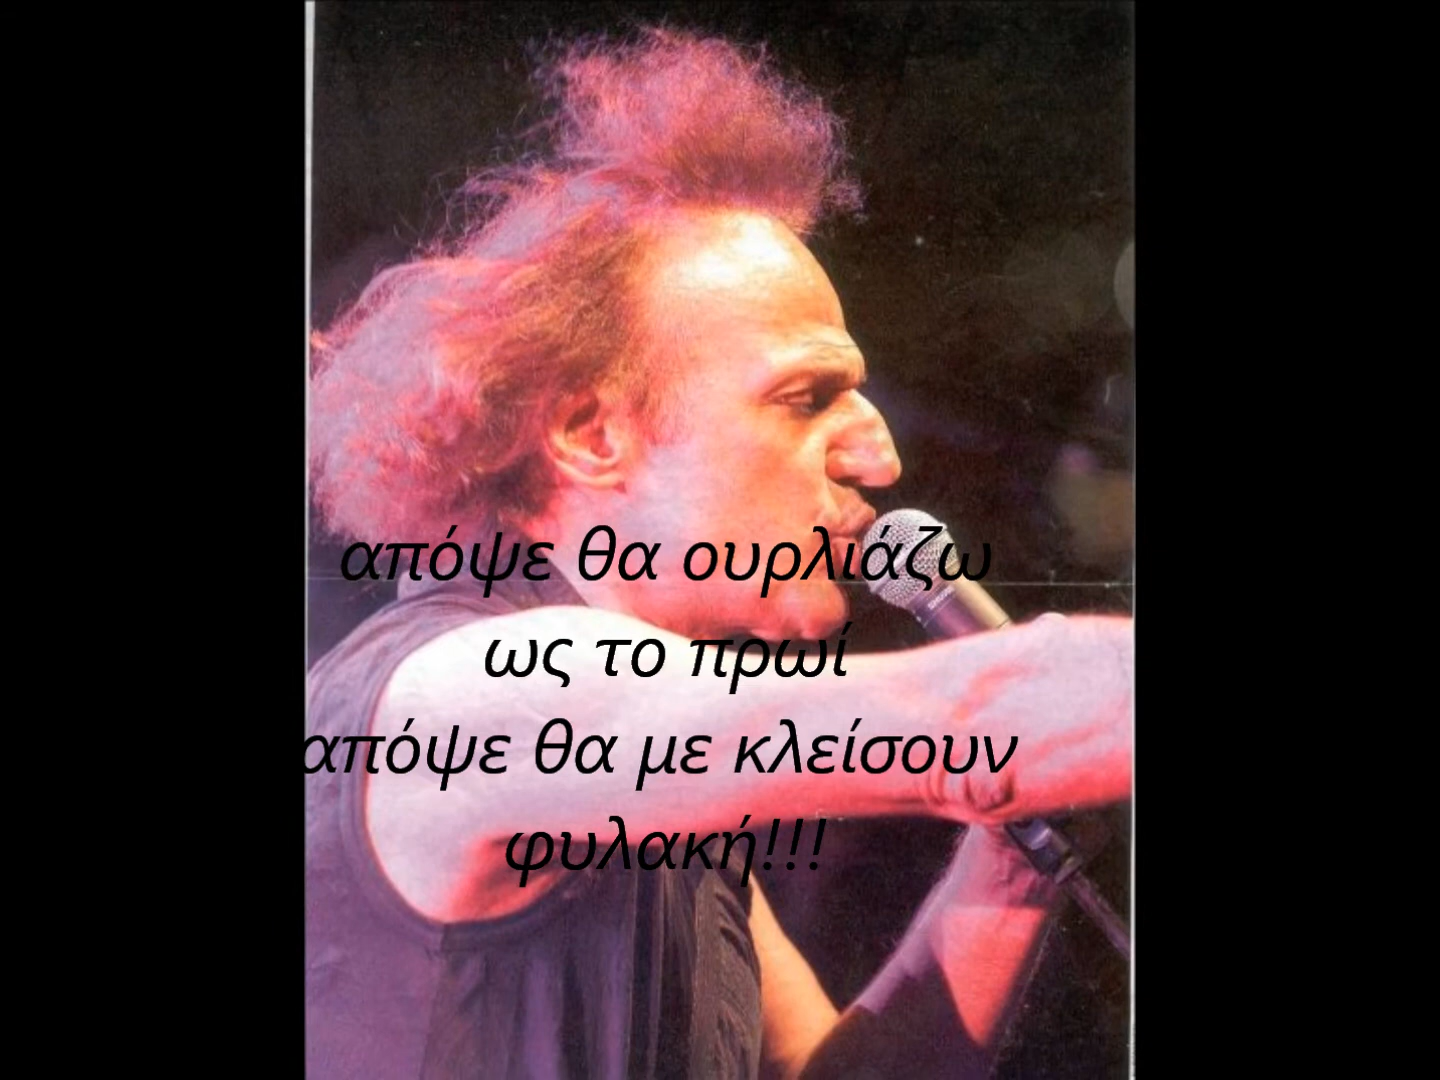 απόψε θα ουρλιάζω
ως το πρωί
απόψε θα με κλείσουν
φυλακή!!!